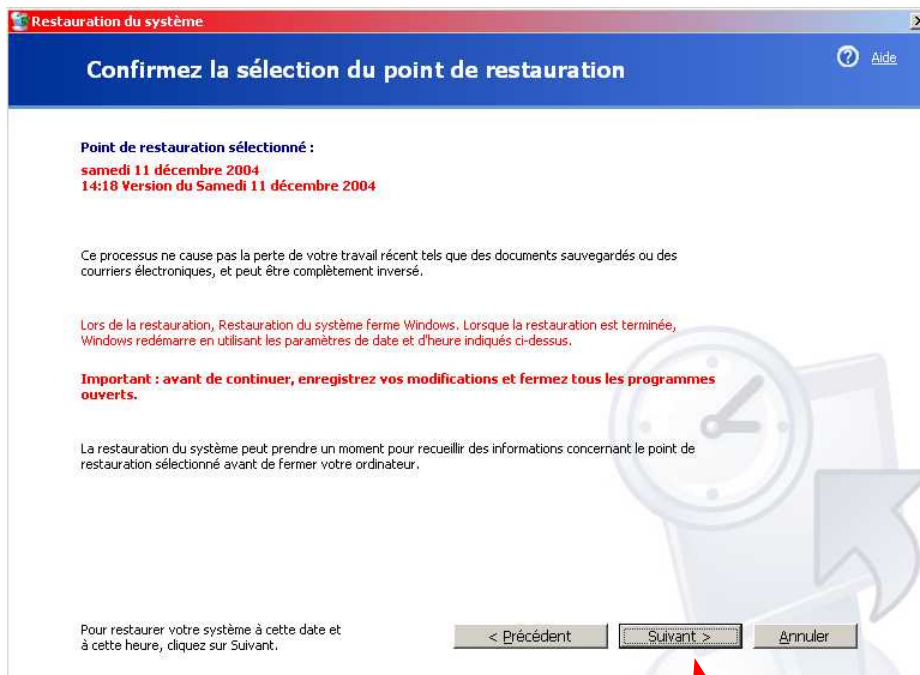 Restauration du système
Confirmez la sélection du point de restauration
Aide
Point de restauration sélectionné :
samedi 11 décembre 2004
14:18 Version du Samedi 11 décembre 2004
Ce processus ne cause pas la perte de votre travail récent tels que des documents sauvegardés ou des
courriers électroniques, et peut être complètement inversé.
Lors de la restauration, Restauration du système ferme Windows. Lorsque la restauration est terminée,
Windows redémarre en utilisant les paramètres de date et d'heure indiqués ci-dessus.
Important : avant de continuer, enregistrez vos modifications et fermez tous les programmes
ouverts.
La restauration du système peut prendre un moment pour recueillir des informations concernant le point de
restauration sélectionné avant de fermer votre ordinateur.
Pour restaurer votre système à cette date et
à cette heure, cliquez sur Suivant.
< Précédent
Suivant >
Annuler